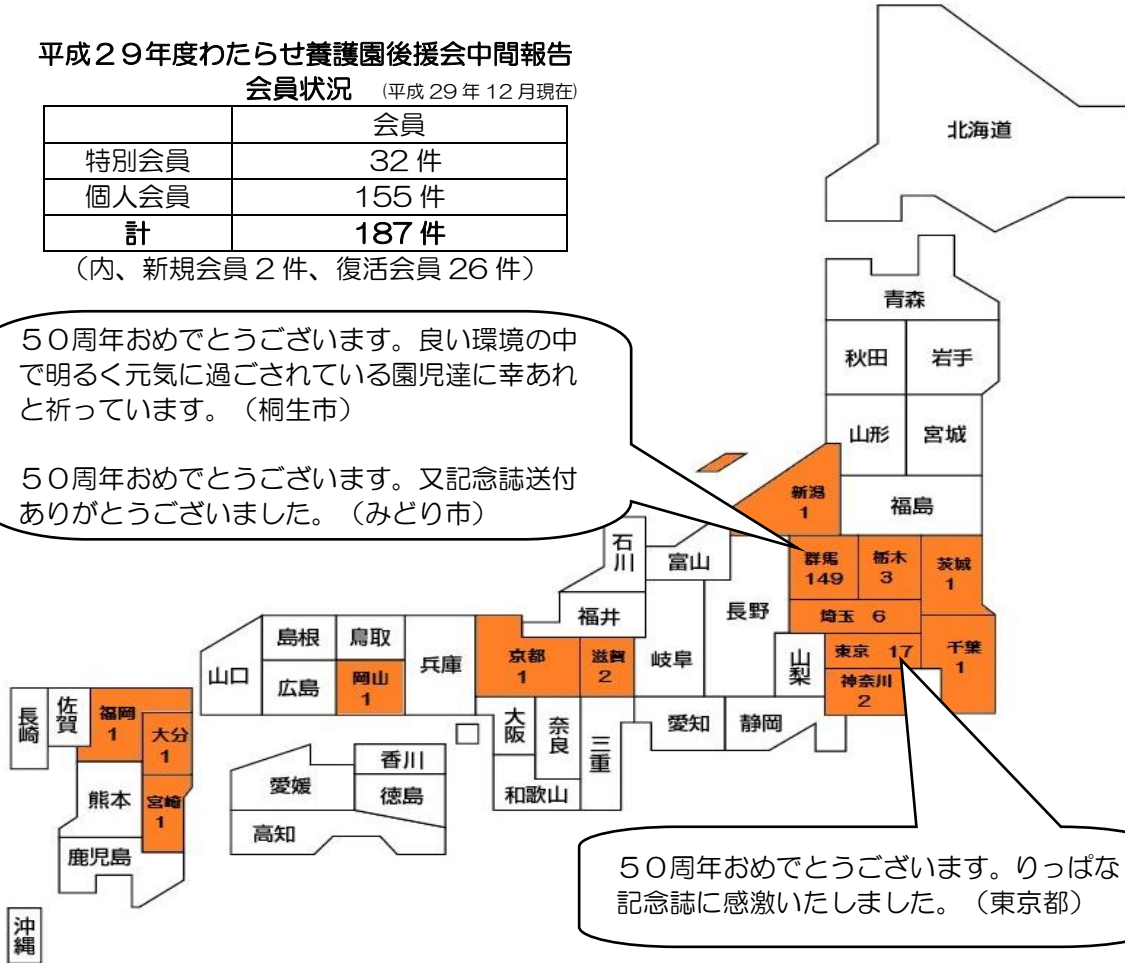 平成29年度わたらせ養護園後援会中間報告
会員状況 (平成29年12月現在)
会員
特別会員 32件
個人会員 155件
計 187件
(内、新規会員2件、復活会員26件)
50周年おめでとうございます。良い環境の中
で明るく元気に過ごされている園児達に幸あれ
と祈っています。(桐生市)
50周年おめでとうございます。又記念誌送付
ありがとうございました。(みどり市)
北海道
青森
秋田
岩手
山形
宮城
新潟
1
福島
群馬
149
栃木
3
茨城
1
埼玉 6
東京 17
千葉
1
神奈川
2
山梨
長野
富山
石川
福井
岐阜
愛知
静岡
滋賀
2
京都
1
兵庫
大阪
奈良
三重
和歌山
鳥取
島根
岡山
1
広島
山口
香川
徳島
愛媛
高知
福岡
1
佐賀
長崎
大分
1
熊本
宮崎
1
鹿児島
沖縄
50周年おめでとうございます。りっぱな
記念誌に感激いたしました。(東京都)